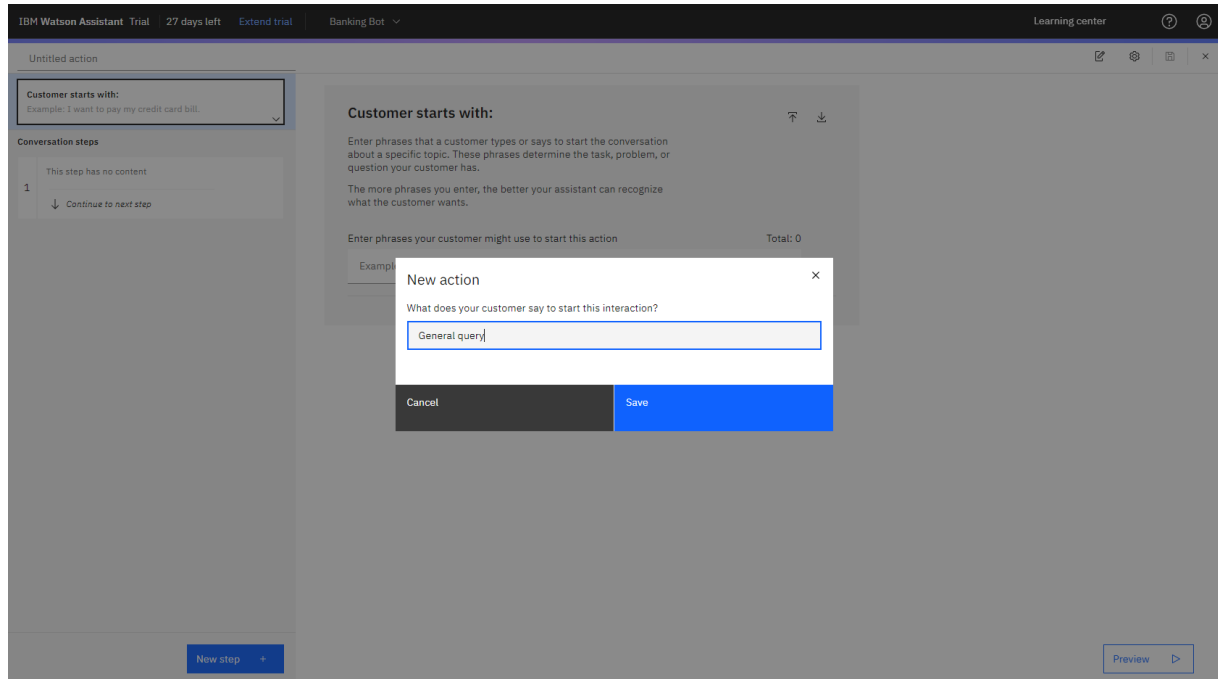 IBM Watson Assistant Trial 27 days left Extend trial Banking Bot Learning center
Untitled action
Customer starts with:
Example: I want to pay my credit card bill.
Conversation steps
1
This step has no content
Continue to next step
New step +
Customer starts with:
Enter phrases that a customer types or says to start the conversation
about a specific topic. These phrases determine the task, problem, or
question your customer has.
The more phrases you enter, the better your assistant can recognize
what the customer wants.
Enter phrases your customer might use to start this action Total: 0
Exampl
New action
What does your customer say to start this interaction?
General query
Cancel Save
Preview